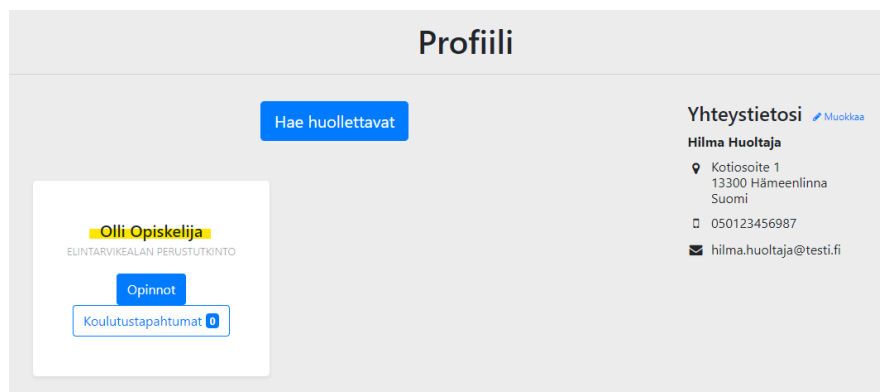 Profiili
Hae huollettavat
Olli Opiskelija
ELINTARVIKEALAN PERUSTUTKINTO
Opinnot
Koulutustapahtumat 0
Yhteystietosi Muokkaa
Hilma Huoltaja
Kotiosoite 1
13300 Hämeenlinna
Suomi
050123456987
hilma.huoltaja@testi.fi